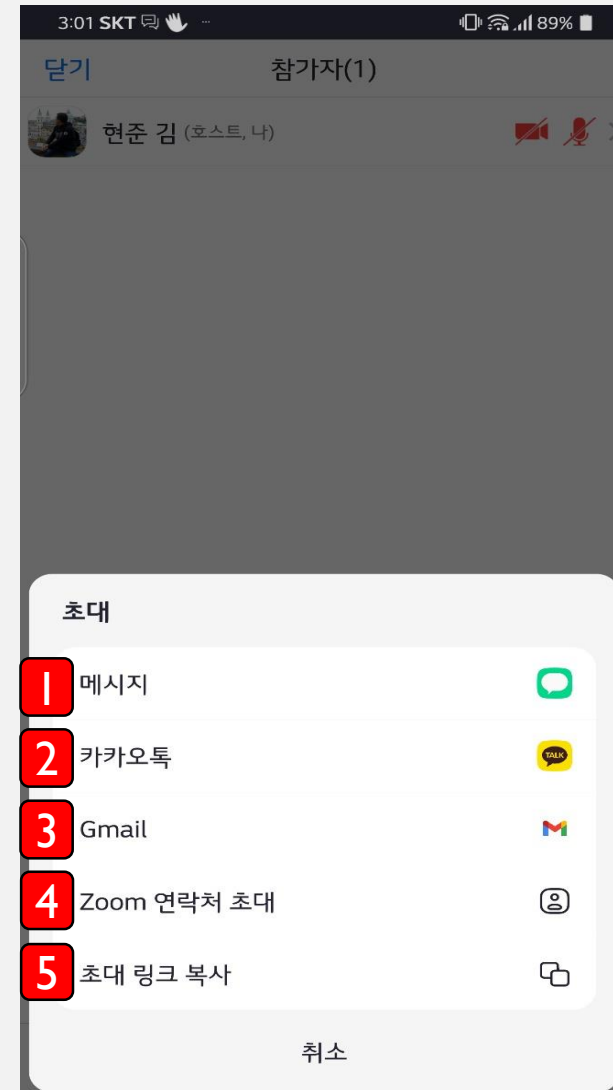 3:01 SKT 89%
닫기 참가자(1)
현준 김 (호스트, 나)
초대
1 메시지
2 카카오톡 TALK
3 Gmail
4 Zoom 연락처 초대
5 초대 링크 복사
취소